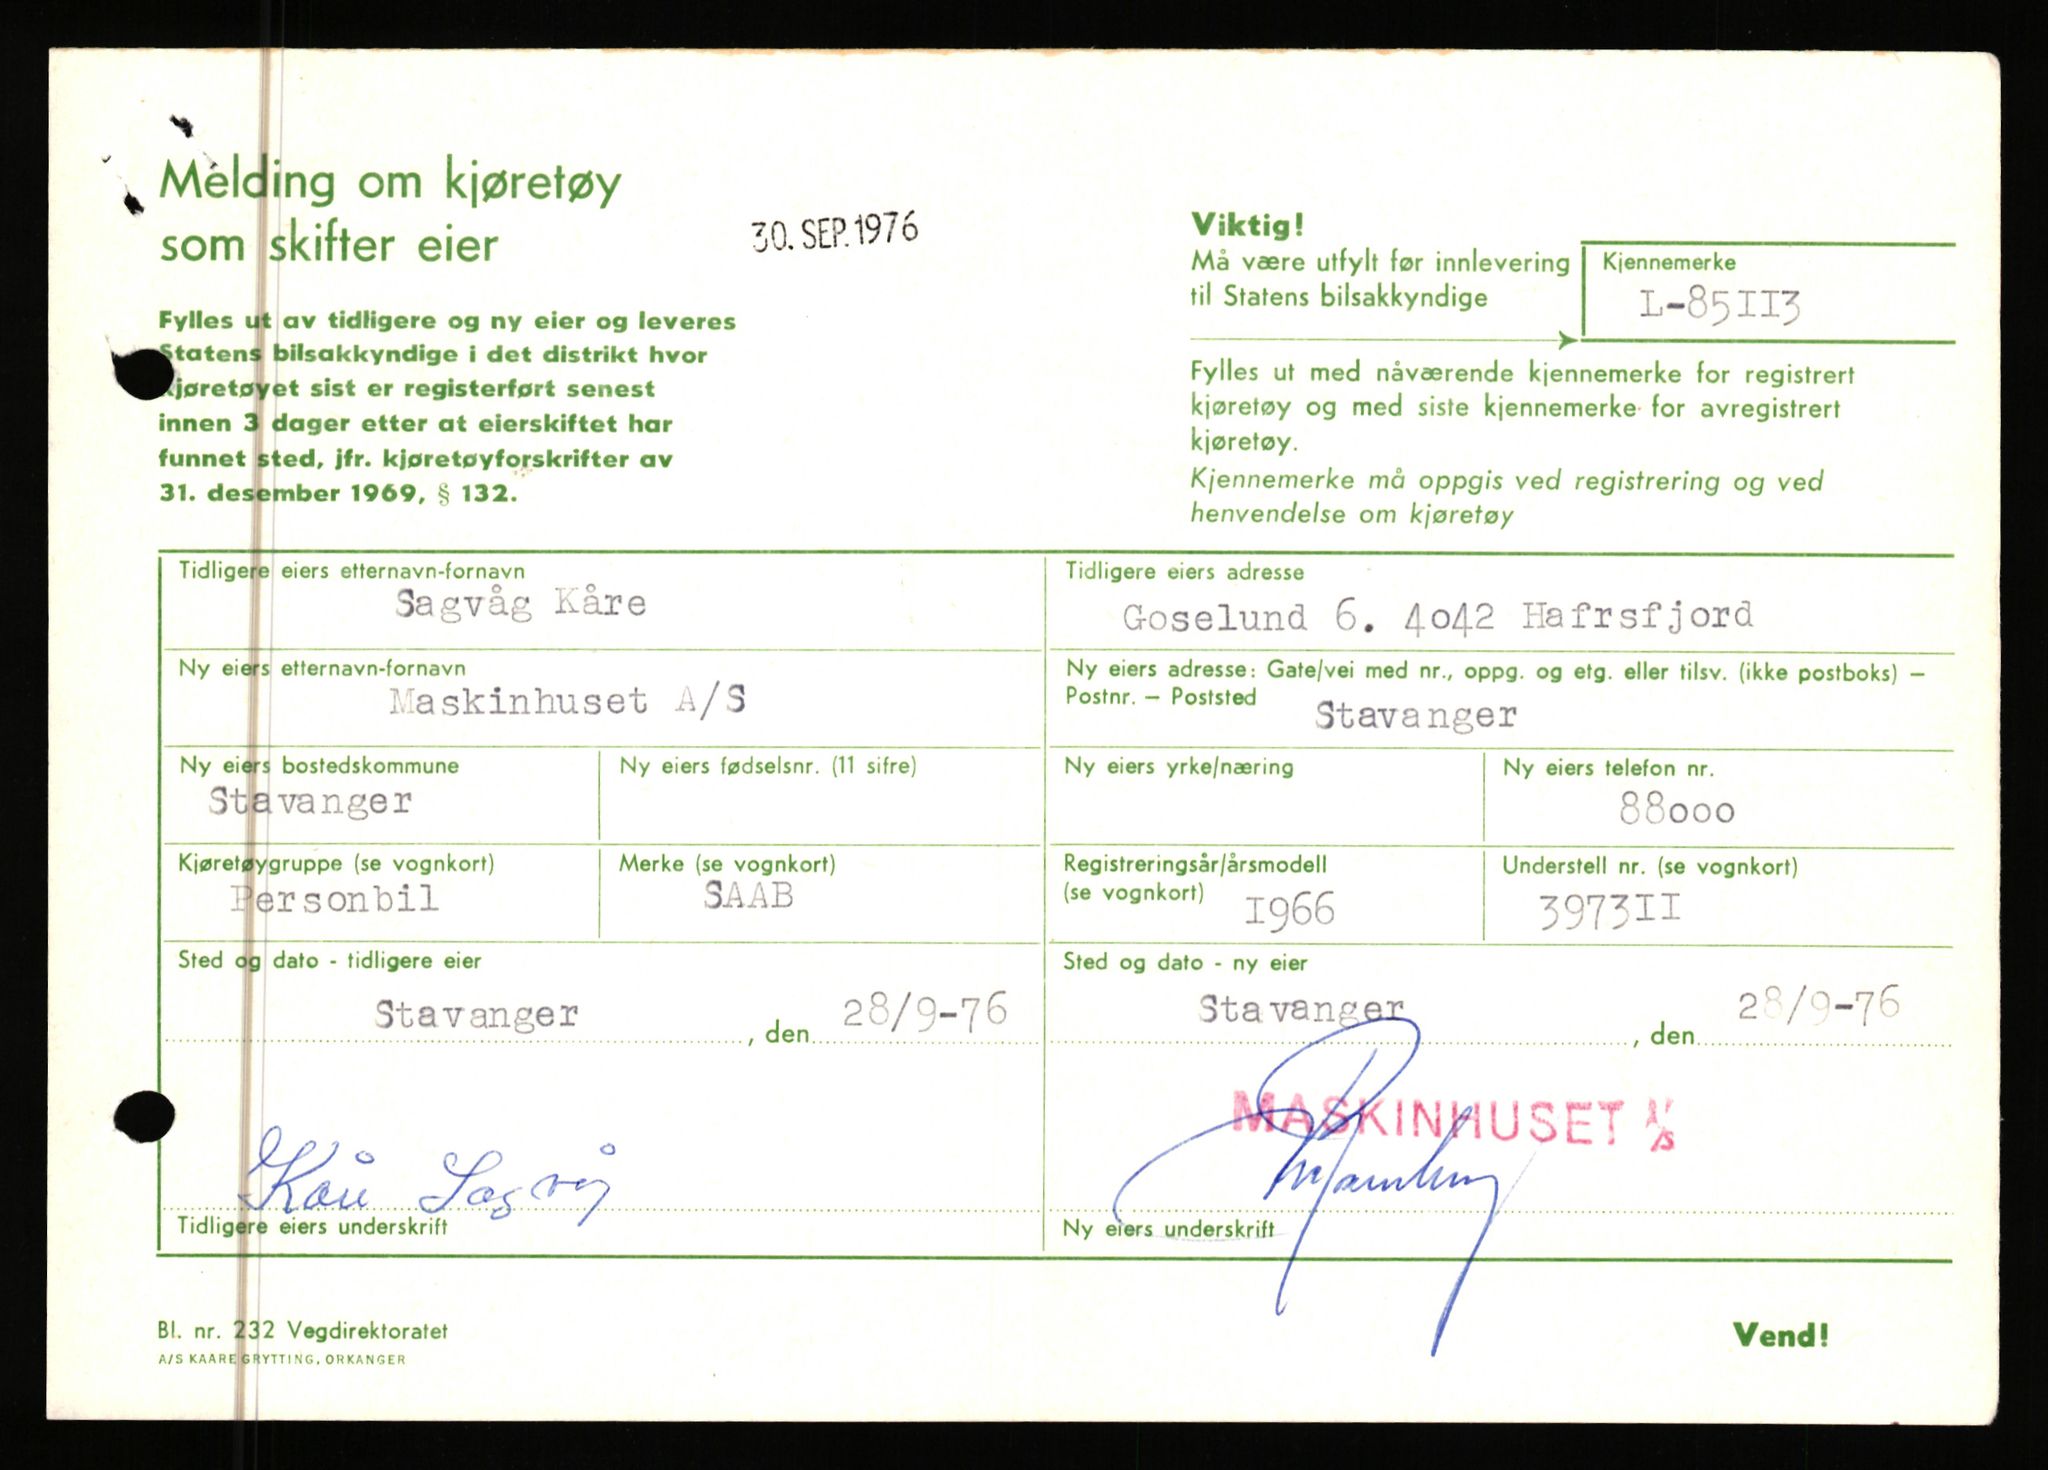 Melding om kjøretøy
som skifter eier
30. SEP. 1976
Fylles ut av tidligere og ny eier og leveres
Statens bilsakkyndige i det distrikt hvor
kjøretøyet sist er registerført senest
innen 3 dager etter at eierskiftet har
funnet sted, jfr. kjøretøyforskrifter av
31. desember 1969, § 132.
Viktig!
Må være utfylt før innlevering
til Statens bilsakkyndige
Kjennemerke
L-85II3
Fylles ut med nåværende kjennemerke for registrert
kjøretøy og med siste kjennemerke for avregistrert
kjøretøy.
Kjennemerke må oppgis ved registrering og ved
henvendelse om kjøretøy
Tidligere eiers etternavn-fornavn
Sagvåg Kåre
Tidligere eiers adresse
Goselund 6. 4o42 Hafrsfjord
Ny eiers etternavn-fornavn
Maskinhuset A/S
Ny eiers adresse: Gate/vei med nr., oppg. og etg. eller tilsv. (ikke postboks) –
Postnr. – Poststed
Stavanger
Ny eiers bostedskommune
Stavanger
Ny eiers fødselsnr. (11 sifre)
Ny eiers yrke/næring
Ny eiers telefon nr.
88ooo
Kjøretøygruppe (se vognkort)
Personbil
Merke (se vognkort)
SAAB
Registreringsår/årsmodell
(se vognkort)
I966
Understell nr. (se vognkort)
3973II
Sted og dato - tidligere eier
Stavanger , den 28/9-76
Sted og dato - ny eier
Stavanger , den 28/9-76
MASKINHUSET A/S
Kåre Sagvåg
Tidligere eiers underskrift
Ny eiers underskrift
Bl. nr. 232 Vegdirektoratet
A/S KAARE GRYTTING, ORKANGER
Vend!